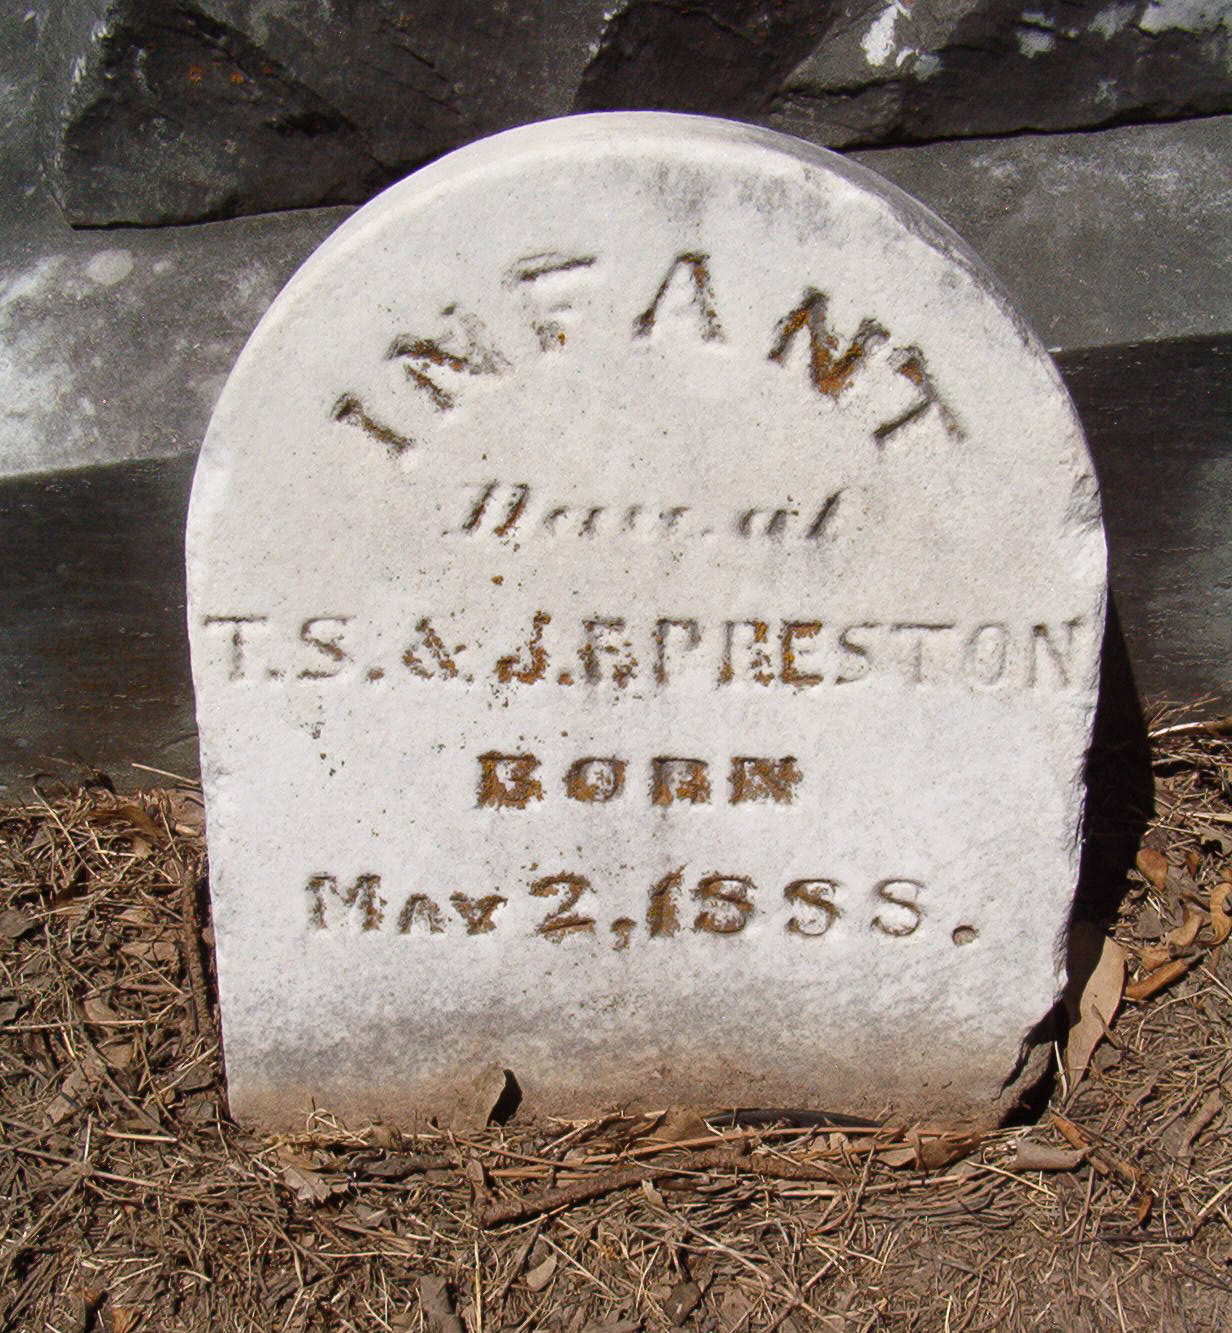 INFANT
Dau. of
T.S. & J.F. PRESTON
BORN
MAY 2, 1888.